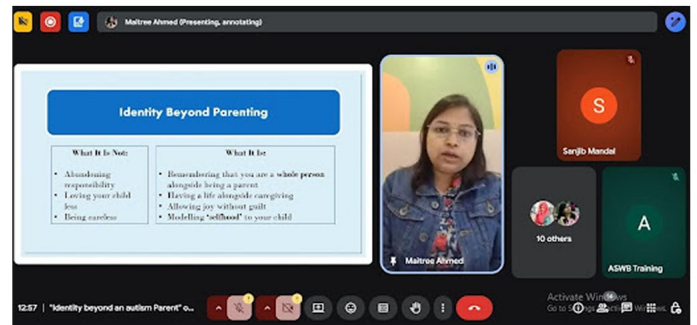 Maitree Ahmed (Presenting, annotating)
Identity Beyond Parenting
What It Is Not:
• Abandoning
responsibility
• Loving your child
less
• Being careless
What It Is:
• Remembering that you are a whole person
alongside being a parent
• Having a life alongside caregiving
• Allowing joy without guilt
• Modelling 'selfhood' to your child
Maitree Ahmed
S
Sanjib Mandal
10 others
A
ASWB Training
12:57 | "Identity beyond an autism Parent" o...
Activate Windows
Go to